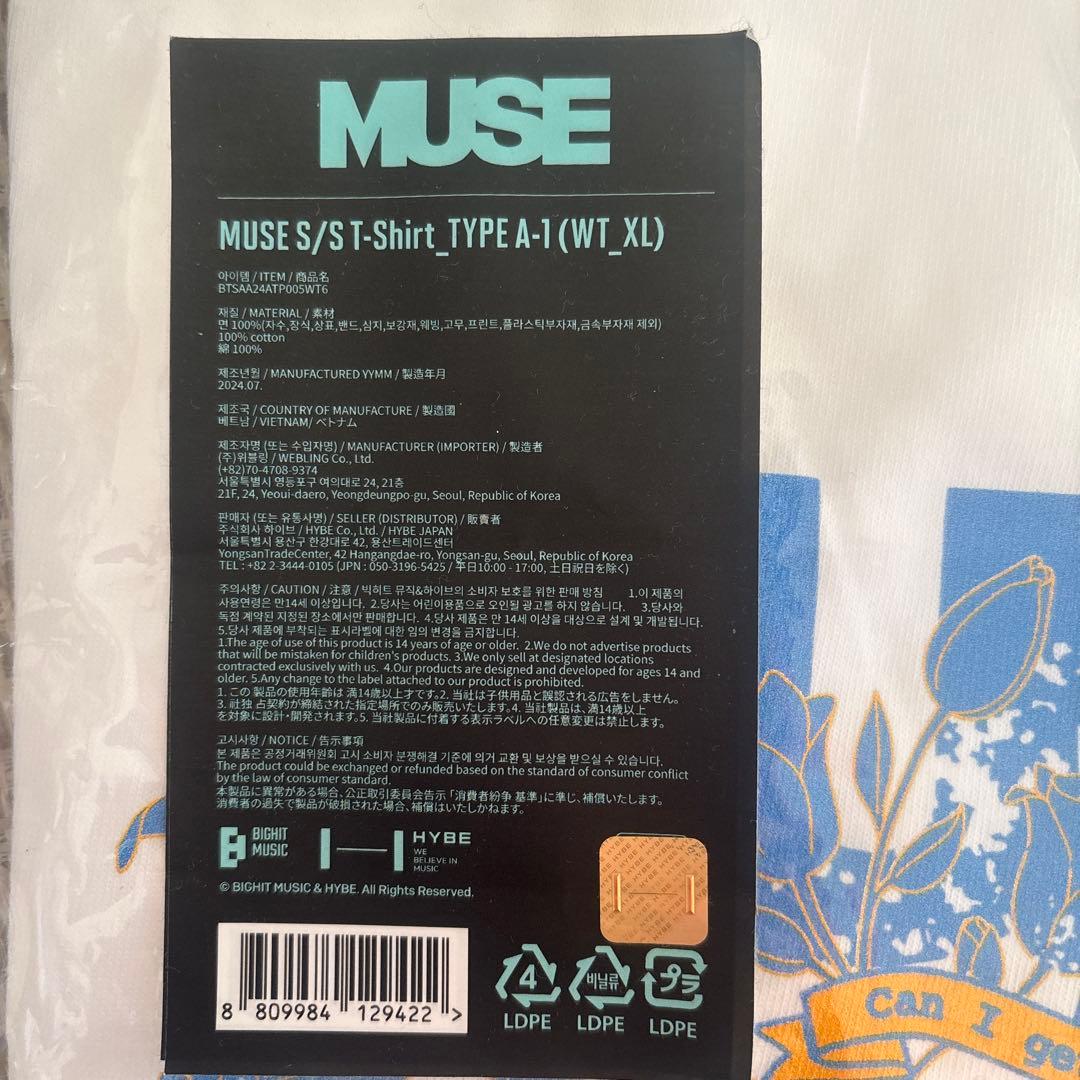 MUSE
MUSE S/S T-Shirt_TYPE A-1 (WT_XL)
아이템 / ITEM / 商品名
BTSAA24ATP005WT6
재질 / MATERIAL / 素材
면 100%(자수,장식,상표,밴드,심지,보강재,웨빙,고무,프린트,플라스틱부자재,금속부자재 제외)
100% cotton
綿 100%
제조년월 / MANUFACTURED YYMM / 製造年月
2024.07.
제조국 / COUNTRY OF MANUFACTURE / 製造國
베트남 / VIETNAM/ ベトナム
제조자명 (또는 수입자명) / MANUFACTURER (IMPORTER) / 製造者
(주)위블링 / WEBLING Co., Ltd.
(+82)70-4708-9374
서울특별시 영등포구 여의대로 24, 21층
21F, 24, Yeoui-daero, Yeongdeungpo-gu, Seoul, Republic of Korea
판매자 (또는 유통사명) / SELLER (DISTRIBUTOR) / 販賣者
주식회사 하이브 / HYBE Co., Ltd. / HYBE JAPAN
서울특별시 용산구 한강대로 42, 용산트레이드센터
YongsanTradeCenter, 42 Hangangdae-ro, Yongsan-gu, Seoul, Republic of Korea
TEL : +82 2-3444-0105 (JPN : 050-3196-5425 / 平日10:00 - 17:00, 土日祝日を除く)
주의사항 / CAUTION / 注意 / 빅히트 뮤직&하이브의 소비자 보호를 위한 판매 방침 1.이 제품의
사용연령은 만14세 이상입니다. 2.당사는 어린이용품으로 오인될 광고를 하지 않습니다. 3.당사와
독점 계약된 지정된 장소에서만 판매합니다. 4.당사 제품은 만 14세 이상을 대상으로 설계 및 개발됩니다.
5.당사 제품에 부착되는 표시라벨에 대한 임의 변경을 금지합니다.
1.The age of use of this product is 14 years of age or older. 2.We do not advertise products
that will be mistaken for children's products. 3.We only sell at designated locations
contracted exclusively with us. 4.Our products are designed and developed for ages 14 and
older. 5.Any change to the label attached to our product is prohibited.
1. この 製品の使用年齢は 満14歳以上才です。2. 当社は子供用品と誤認される広告をしません。
3. 社独 占契約が締結された指定場所でのみ販売いたします。4. 当社製品は、満14歳以上
を対象に設計・開発されます。5. 当社製品に付着する表示ラベルへの任意変更は禁止します。
고시사항 / NOTICE / 告示事項
본 제품은 공정거래위원회 고시 소비자 분쟁해결 기준에 의거 교환 및 보상을 받으실 수 있습니다.
The product could be exchanged or refunded based on the standard of consumer conflict
by the law of consumer standard.
本製品に異常がある場合、公正取引委員会告示「消費者紛争 基準」に準じ、補償いたします。
消費者の過失で製品が破損された場合、補償はいたしかねます。
BIGHIT
MUSIC
HYBE
WE
BELIEVE IN
MUSIC
© BIGHIT MUSIC & HYBE. All Rights Reserved.
8 809984 129422 >
4
LDPE
비닐류
LDPE
プラ
LDPE
Can I ge